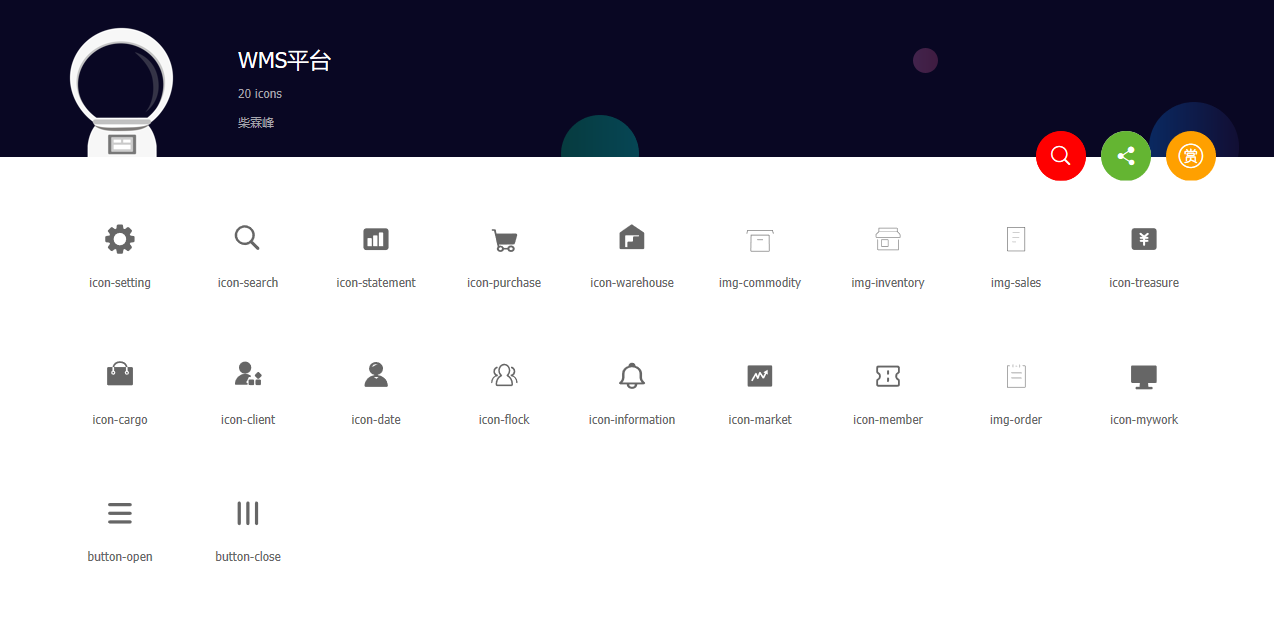 WMS平台
20 icons
柴霖峰
赏
icon-setting icon-search icon-statement icon-purchase icon-warehouse img-commodity img-inventory img-sales icon-treasure
icon-cargo icon-client icon-date icon-flock icon-information icon-market icon-member img-order icon-mywork
button-open button-close